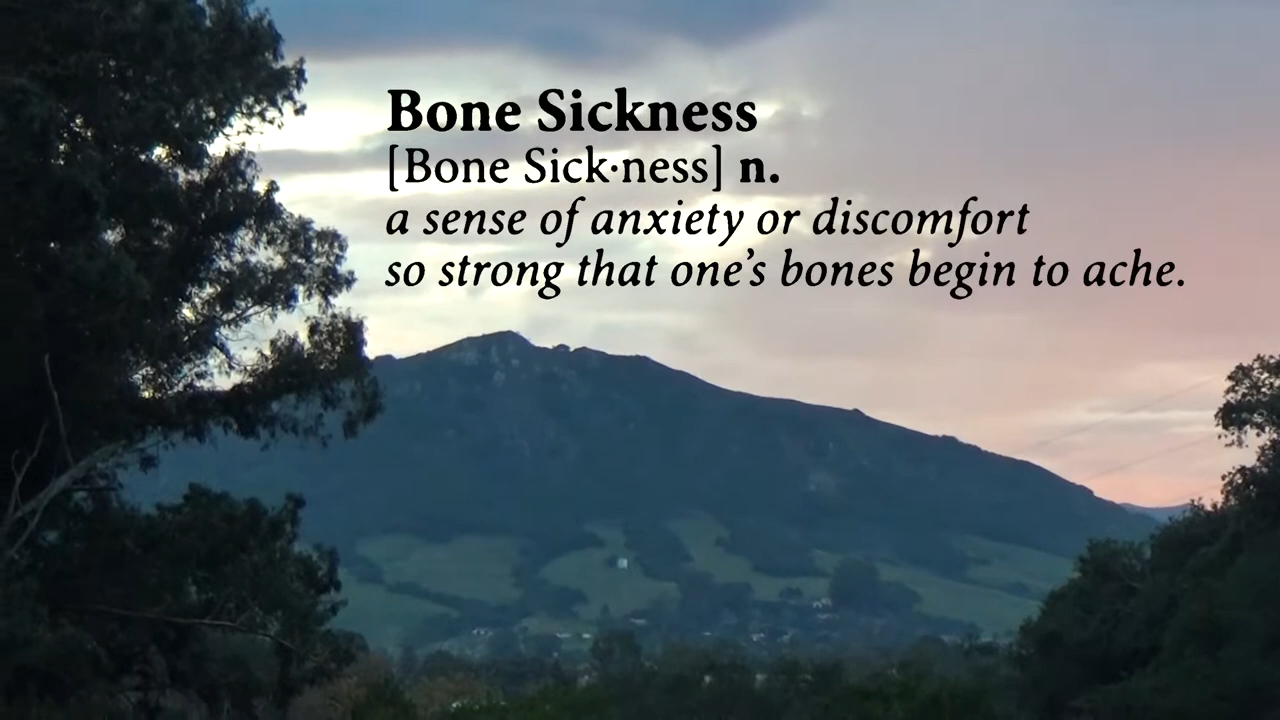 Bone Sickness
[Bone Sick·ness] n.
a sense of anxiety or discomfort
so strong that one’s bones begin to ache.